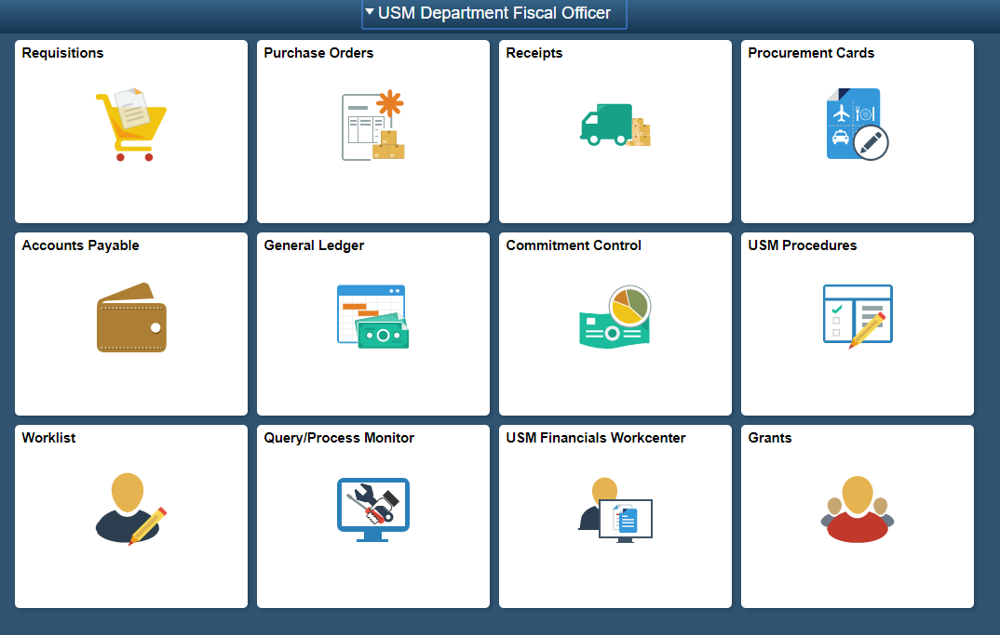 USM Department Fiscal Officer
Requisitions
Purchase Orders
Receipts
Procurement Cards
Accounts Payable
General Ledger
Commitment Control
USM Procedures
Worklist
Query/Process Monitor
USM Financials Workcenter
Grants